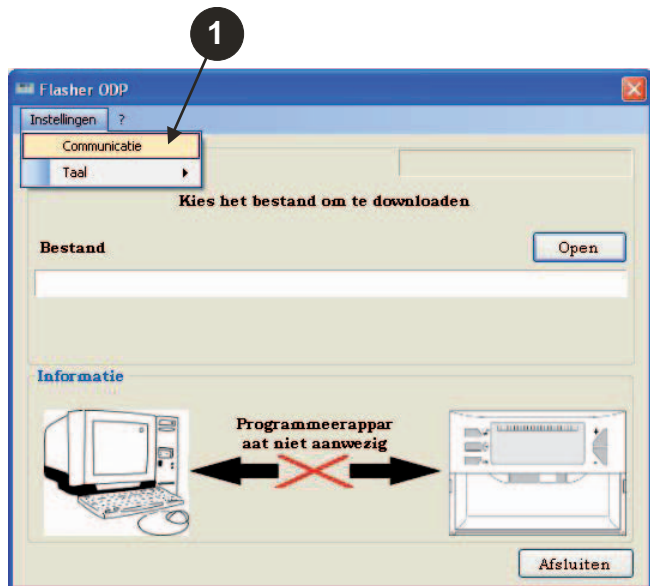 1
Flasher ODP
Instellingen ?
Communicatie
Taal
Kies het bestand om te downloaden
Bestand
Open
Informatie
Programmeerappar
aat niet aanwezig
Afsluiten